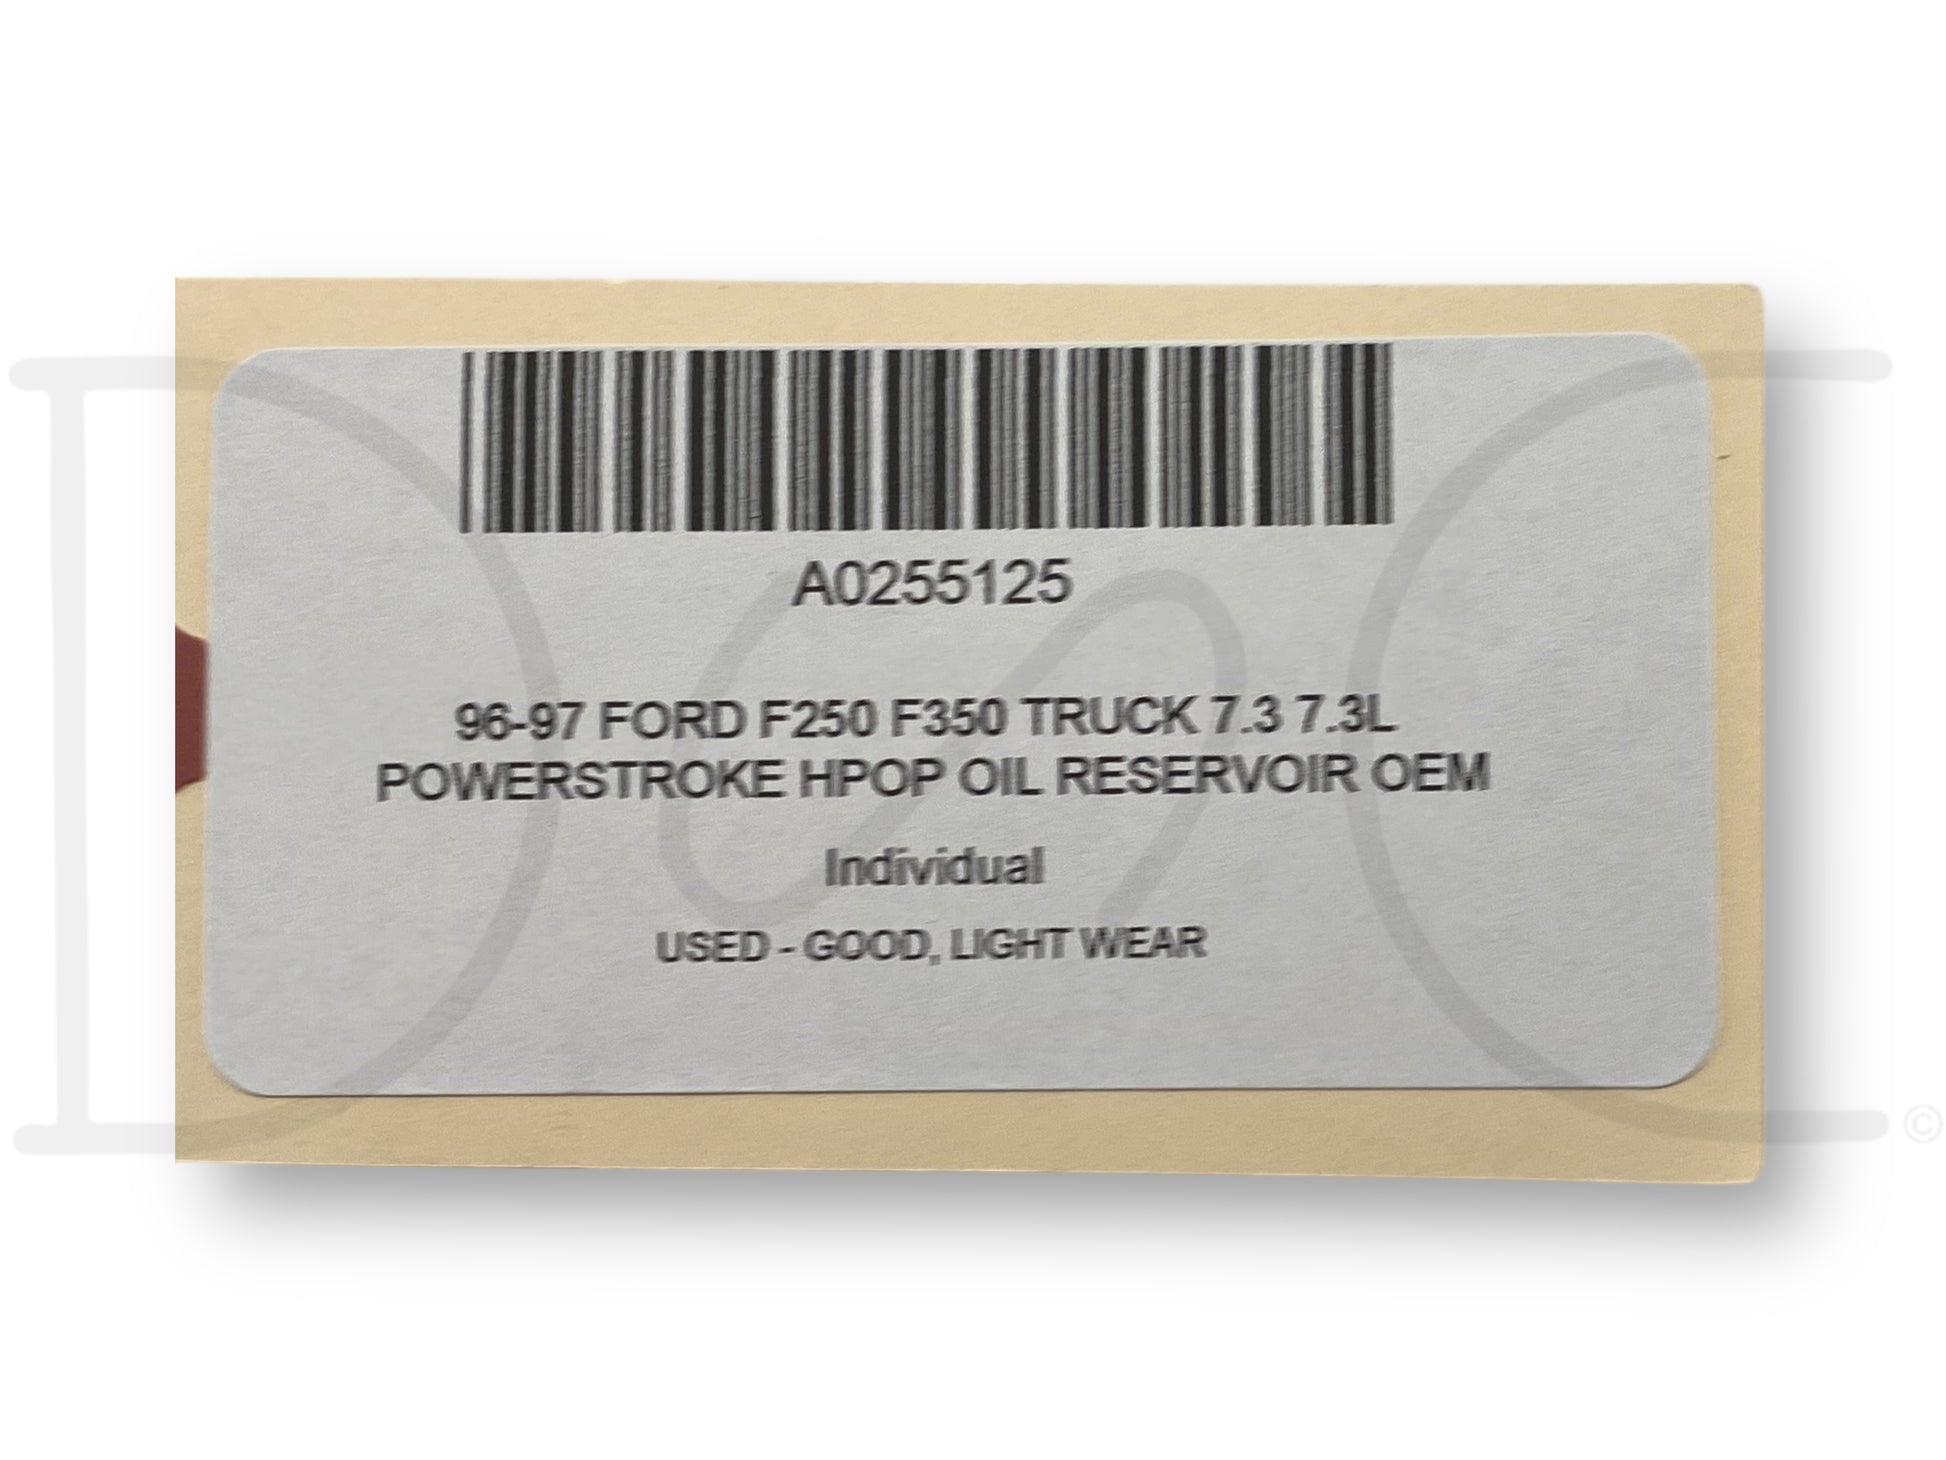 A0255125
96-97 FORD F250 F350 TRUCK 7.3 7.3L
POWERSTROKE HPOP OIL RESERVOIR OEM
Individual
USED - GOOD, LIGHT WEAR
©